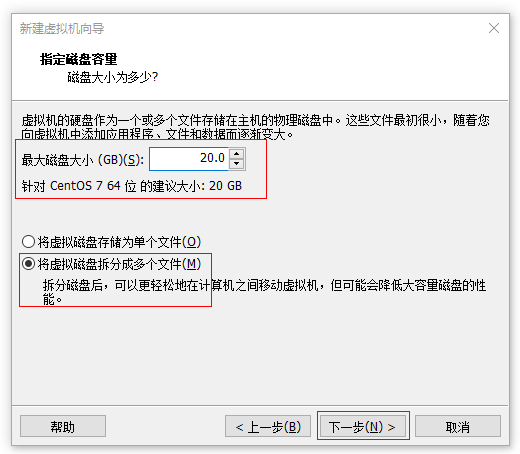 新建虚拟机向导
指定磁盘容量
磁盘大小为多少?
虚拟机的硬盘作为一个或多个文件存储在主机的物理磁盘中。这些文件最初很小，随着您
向虚拟机中添加应用程序、文件和数据而逐渐变大。
最大磁盘大小 (GB)(S): 20.0
针对 CentOS 7 64 位 的建议大小: 20 GB
将虚拟磁盘存储为单个文件(O)
将虚拟磁盘拆分成多个文件(M)
拆分磁盘后，可以更轻松地在计算机之间移动虚拟机，但可能会降低大容量磁盘的性
能。
帮助 < 上一步(B) 下一步(N) > 取消